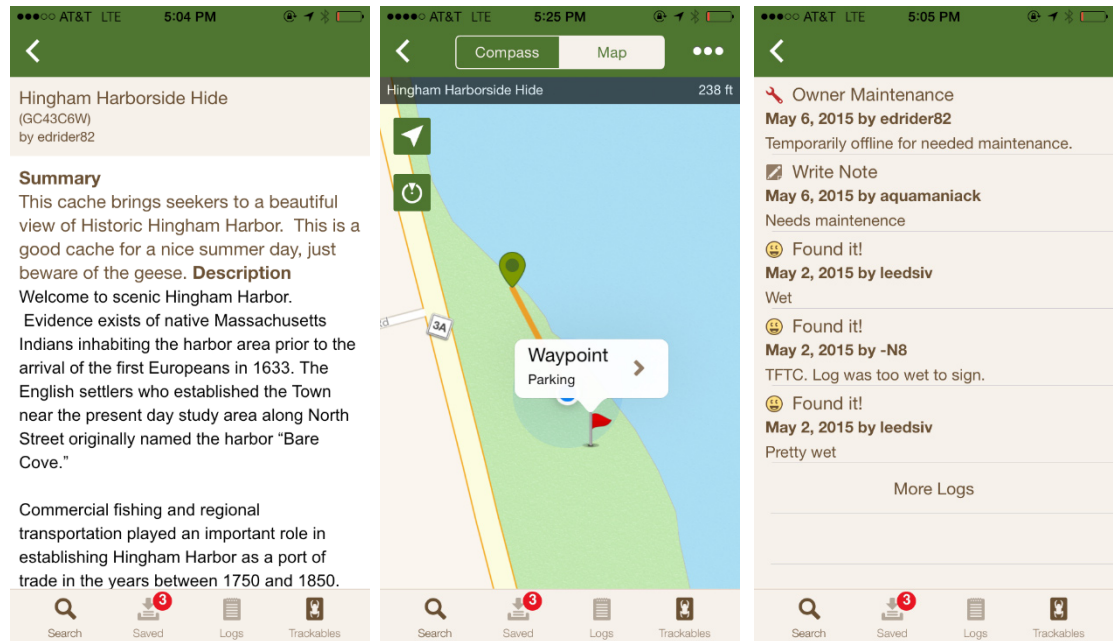 AT&T LTE 5:04 PM
Hingham Harborside Hide
(GC43C6W)
by edrider82
Summary
This cache brings seekers to a beautiful
view of Historic Hingham Harbor. This is a
good cache for a nice summer day, just
beware of the geese. Description
Welcome to scenic Hingham Harbor.
Evidence exists of native Massachusetts
Indians inhabiting the harbor area prior to the
arrival of the first Europeans in 1633. The
English settlers who established the Town
near the present day study area along North
Street originally named the harbor “Bare
Cove.”
Commercial fishing and regional
transportation played an important role in
establishing Hingham Harbor as a port of
trade in the years between 1750 and 1850.
Search
3
Saved
Logs
Trackables
AT&T LTE 5:25 PM
Compass Map
Hingham Harborside Hide 238 ft
Rd
3A
Waypoint
Parking
Search
3
Saved
Logs
Trackables
AT&T LTE 5:05 PM
Owner Maintenance
May 6, 2015 by edrider82
Temporarily offline for needed maintenance.
Write Note
May 6, 2015 by aquamaniack
Needs maintenence
Found it!
May 2, 2015 by leedsiv
Wet
Found it!
May 2, 2015 by -N8
TFTC. Log was too wet to sign.
Found it!
May 2, 2015 by leedsiv
Pretty wet
More Logs
Search
3
Saved
Logs
Trackables